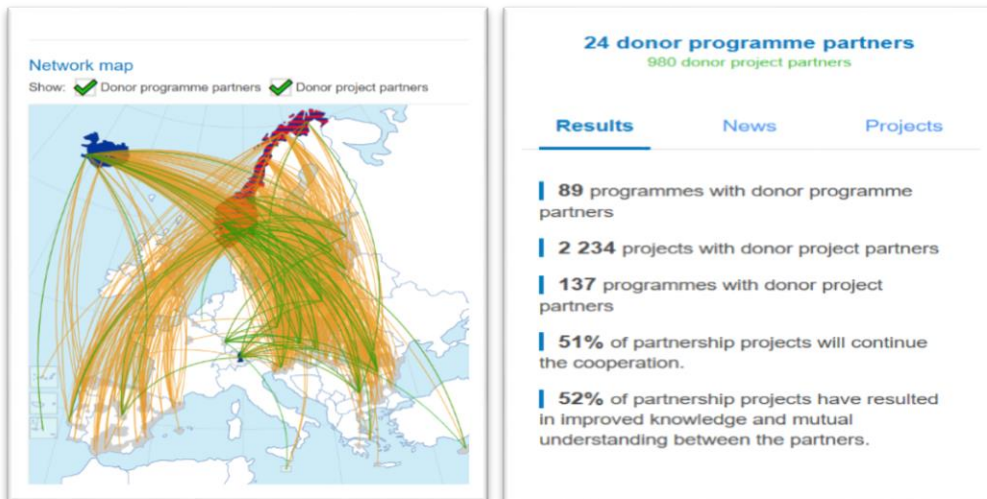 Network map
Show: Donor programme partners Donor project partners
24 donor programme partners
980 donor project partners
Results News Projects
89 programmes with donor programme
partners
2 234 projects with donor project partners
137 programmes with donor project
partners
51% of partnership projects will continue
the cooperation.
52% of partnership projects have resulted
in improved knowledge and mutual
understanding between the partners.